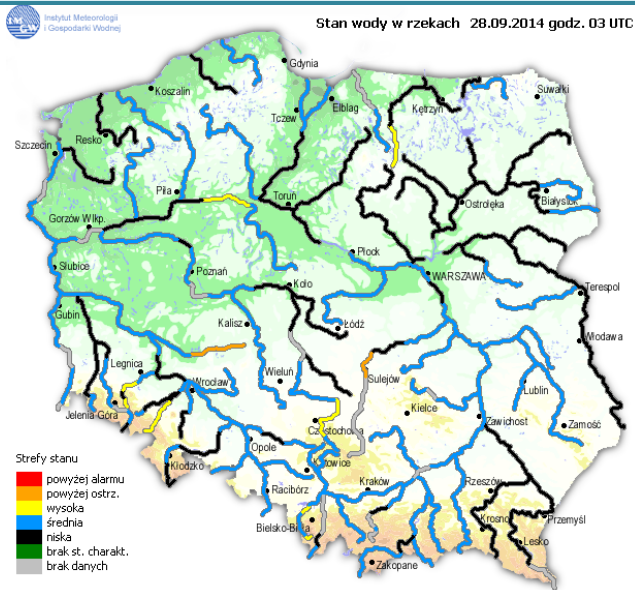 Instytut Meteorologii
i Gospodarki Wodnej
IMGW
Stan wody w rzekach 28.09.2014 godz. 03 UTC
Gdynia
Koszalin
Suwałki
Elbląg
Kętrzyn
Tczew
Resko
Szczecin
Piła
Toruń
Ostrołęka
Białystok
Gorzów Wlkp.
Płock
Słubice
Poznań
WARSZAWA
Koło
Terespol
Gubin
Kalisz
Łódź
Włodawa
Legnica
Wrocław
Wieluń
Sulejów
Lublin
Jelenia-Góra
Kielce
Częstochowa
Zawichost
Zamość
Opole
Kłodzko
Katowice
Kraków
Rzeszów
Racibórz
Bielsko-Biała
Krosno
Przemyśl
Lesko
Zakopane
Strefy stanu
powyżej alarmu
powyżej ostrz.
wysoka
średnia
niska
brak st. charakt.
brak danych